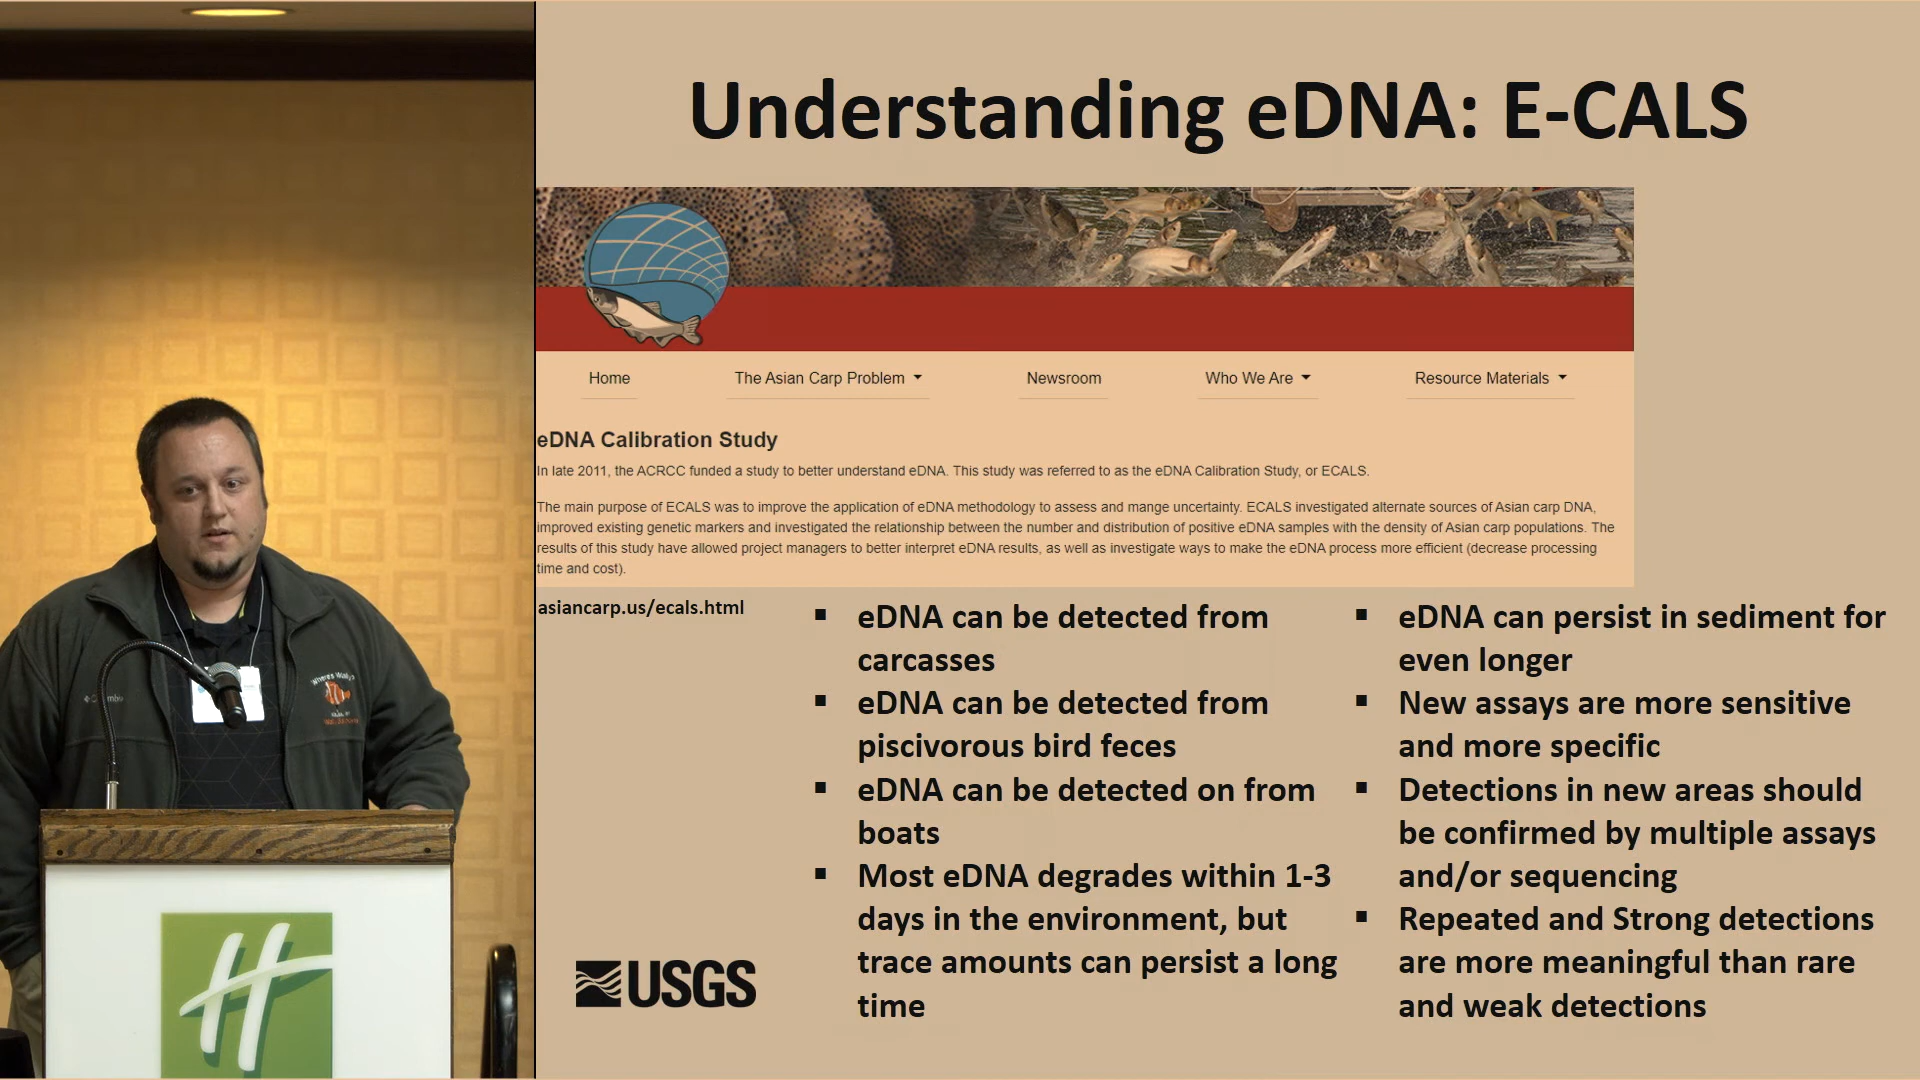 Understanding eDNA: E-CALS
Home
The Asian Carp Problem
Newsroom
Who We Are
Resource Materials
eDNA Calibration Study
In late 2011, the ACRCC funded a study to better understand eDNA. This study was referred to as the eDNA Calibration Study, or ECALS.
The main purpose of ECALS was to improve the application of eDNA methodology to assess and mange uncertainty. ECALS investigated alternate sources of Asian carp DNA,
improved existing genetic markers and investigated the relationship between the number and distribution of positive eDNA samples with the density of Asian carp populations. The
results of this study have allowed project managers to better interpret eDNA results, as well as investigate ways to make the eDNA process more efficient (decrease processing
time and cost).
asiancarp.us/ecals.html
▪ eDNA can be detected from
carcasses
▪ eDNA can be detected from
piscivorous bird feces
▪ eDNA can be detected on from
boats
▪ Most eDNA degrades within 1-3
days in the environment, but
trace amounts can persist a long
time
▪ eDNA can persist in sediment for
even longer
▪ New assays are more sensitive
and more specific
▪ Detections in new areas should
be confirmed by multiple assays
and/or sequencing
▪ Repeated and Strong detections
are more meaningful than rare
and weak detections
USGS
H